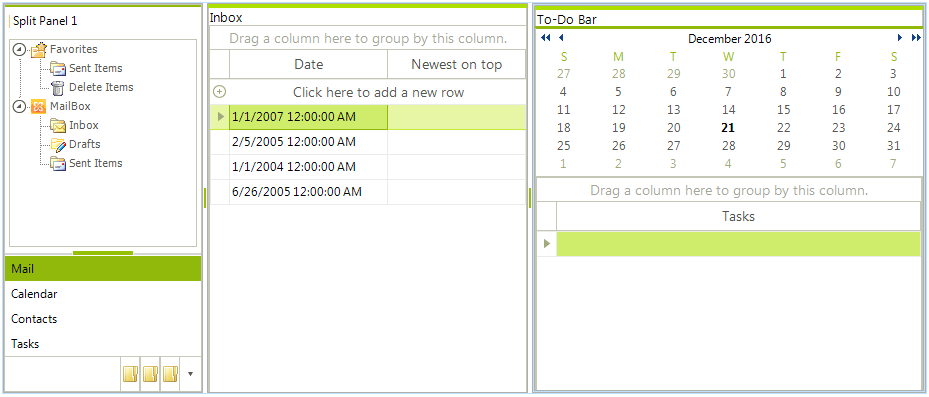 Split Panel 1
Favorites
Sent Items
Delete Items
MailBox
Inbox
Drafts
Sent Items
Mail
Calendar
Contacts
Tasks
Inbox
Drag a column here to group by this column.
Date Newest on top
Click here to add a new row
1/1/2007 12:00:00 AM
2/5/2005 12:00:00 AM
1/1/2004 12:00:00 AM
6/26/2005 12:00:00 AM
To-Do Bar
December 2016
S M T W T F S
27 28 29 30 1 2 3
4 5 6 7 8 9 10
11 12 13 14 15 16 17
18 19 20 21 22 23 24
25 26 27 28 29 30 31
1 2 3 4 5 6 7
Drag a column here to group by this column.
Tasks